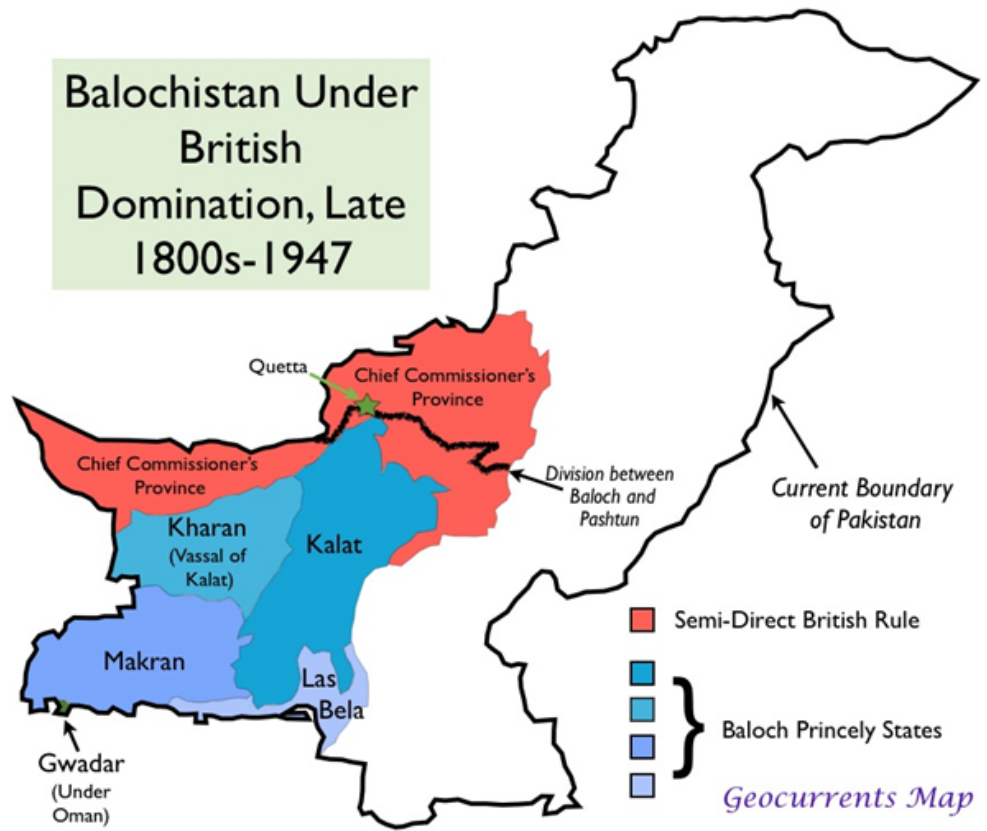 Balochistan Under
British
Domination, Late
1800s-1947
Quetta
Chief Commissioner's
Province
Chief Commissioner's
Province
Division between
Baloch and
Pashtun
Current Boundary
of Pakistan
Kharan
(Vassal of
Kalat)
Kalat
Makran
Las
Bela
Gwadar
(Under
Oman)
Semi-Direct British Rule
Baloch Princely States
Geocurrents Map